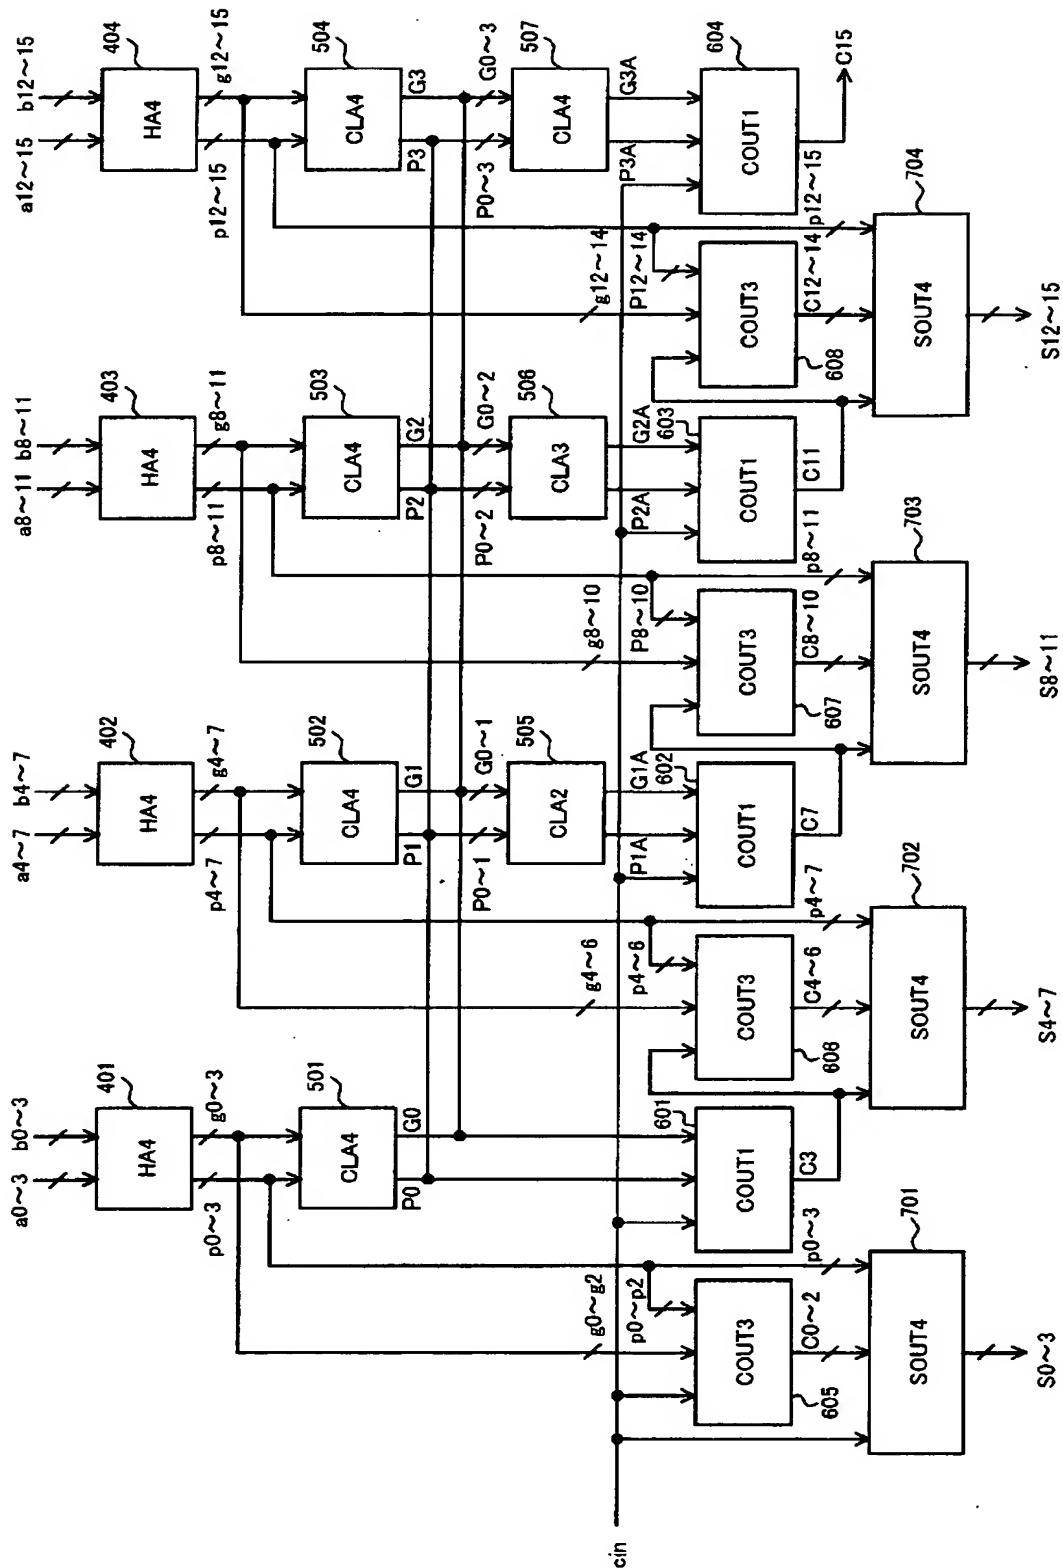 a0~3 b0~3 a4~7 b4~7 a8~11 b8~11 a12~15 b12~15
401 402 403 404
HA4 HA4 HA4 HA4
p0~3 g0~3 p4~7 g4~7 p8~11 g8~11 p12~15 g12~15
501 502 503 504
CLA4 CLA4 CLA4 CLA4
P0 G0 P1 G1 P2 G2 P3 G3
P0~1 G0~1 P0~2 G0~2 P0~3 G0~3
505 506 507
CLA2 CLA3 CLA4
g0~g2 g4~6 g8~10 g12~14
p0~p2 p4~6 P8~10 P12~14
P1A G1A P2A G2A P3A G3A
601 602 603 604
COUT3 COUT1 COUT3 COUT1 COUT3 COUT1 COUT3 COUT1
605 606 607 608
C0~2 p0~3 C3 C4~6 p4~7 C7 C8~10 p8~11 C11 C12~14 p12~15 C15
cin
701 702 703 704
SOUT4 SOUT4 SOUT4 SOUT4
S0~3 S4~7 S8~11 S12~15